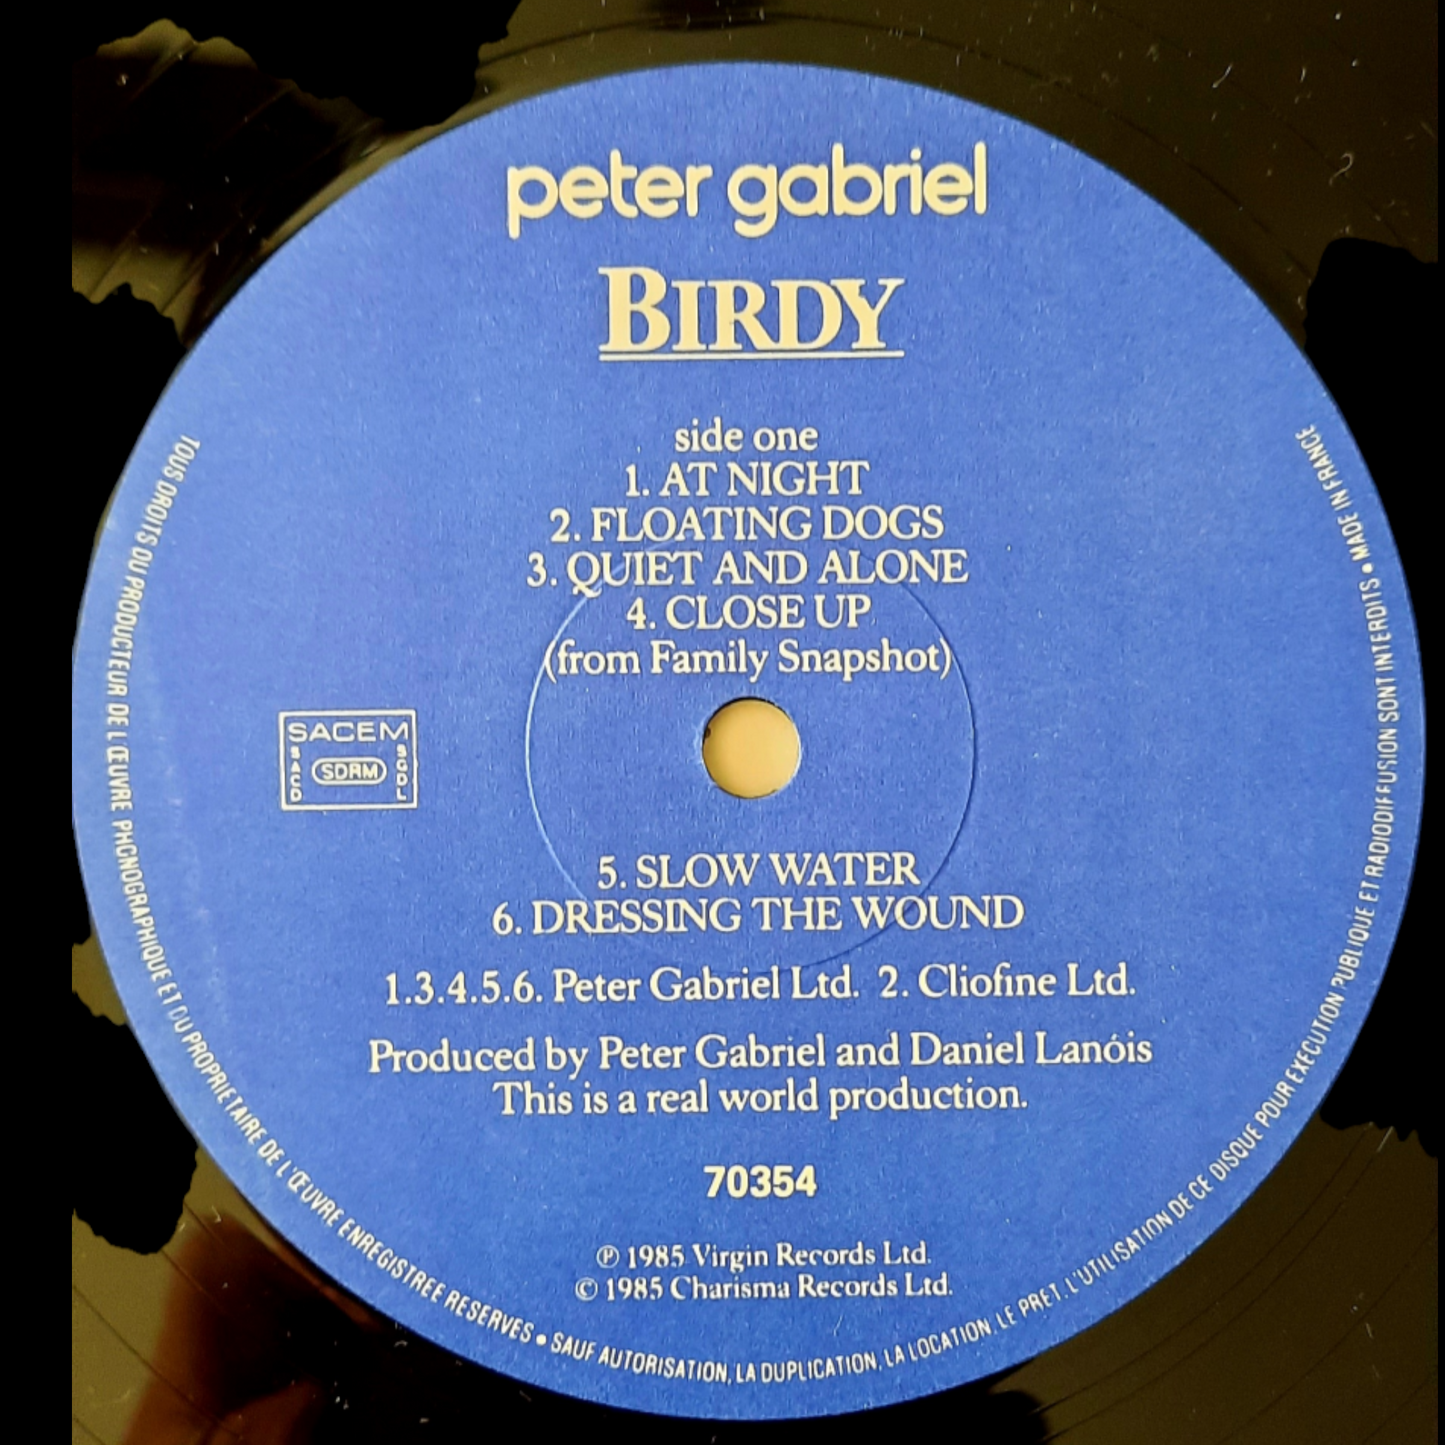 peter gabriel
BIRDY
side one
1. AT NIGHT
2. FLOATING DOGS
3. QUIET AND ALONE
4. CLOSE UP
(from Family Snapshot)
SACEM
SACD
SDRM
SGDL
5. SLOW WATER
6. DRESSING THE WOUND
1.3.4.5.6. Peter Gabriel Ltd. 2. Cliofine Ltd.
Produced by Peter Gabriel and Daniel Lanois
This is a real world production.
70354
℗ 1985 Virgin Records Ltd.
© 1985 Charisma Records Ltd.
TOUS DROITS DU PRODUCTEUR DE L'ŒUVRE PHONOGRAPHIQUE ET DU PROPRIETAIRE DE L'ŒUVRE ENREGISTREE RESERVES • SAUF AUTORISATION, LA DUPLICATION, LA LOCATION, LE PRET, L'UTILISATION DE CE DISQUE POUR EXECUTION PUBLIQUE ET RADIODIFFUSION SONT INTERDITS • MADE IN FRANCE